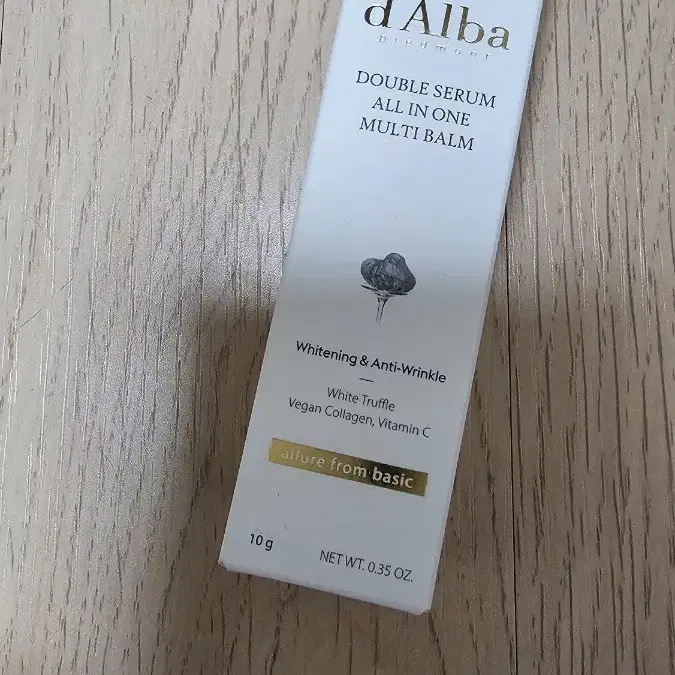 d'Alba
piedmont
DOUBLE SERUM
ALL IN ONE
MULTI BALM
Whitening & Anti-Wrinkle
White Truffle
Vegan Collagen, Vitamin C
allure from basic
10 g
NET WT. 0.35 OZ.